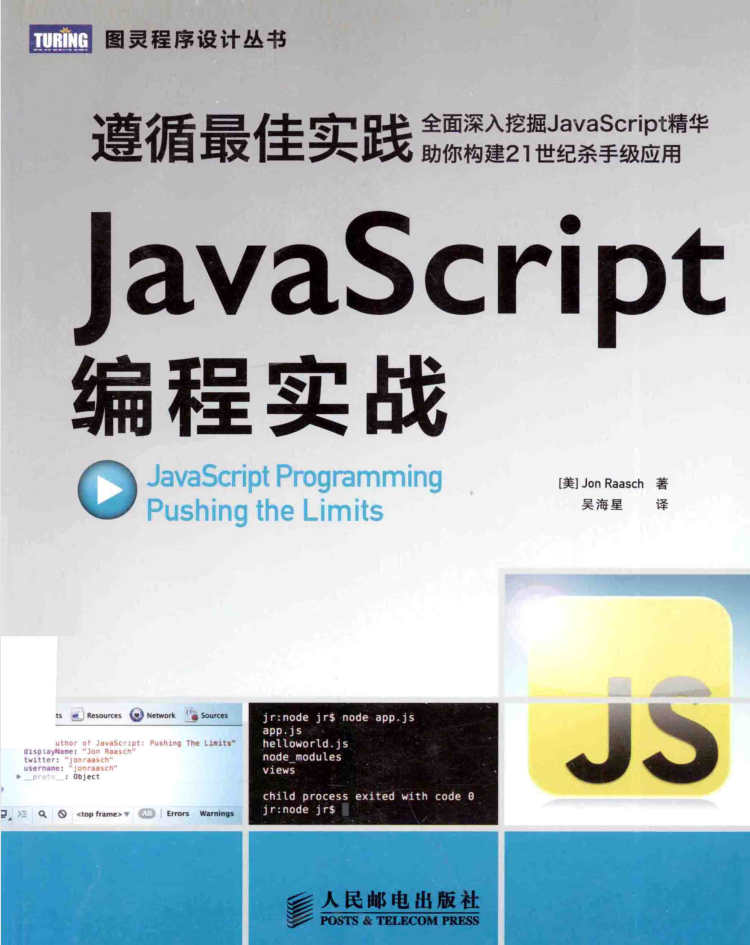 TURING 图灵程序设计丛书
遵循最佳实践
全面深入挖掘JavaScript精华
助你构建21世纪杀手级应用
JavaScript
编程实战
JavaScript Programming
Pushing the Limits
[美] Jon Raasch 著
吴海星 译
JS
ts Resources Network Sources
uthor of JavaScript: Pushing The Limits"
displayName: "Jon Raasch"
twitter: "jonraasch"
username: "jonraasch"
__proto__: Object
<top frame> All Errors Warnings
jr:node jr$ node app.js
app.js
helloworld.js
node_modules
views
child process exited with code 0
jr:node jr$
人民邮电出版社
POSTS & TELECOM PRESS